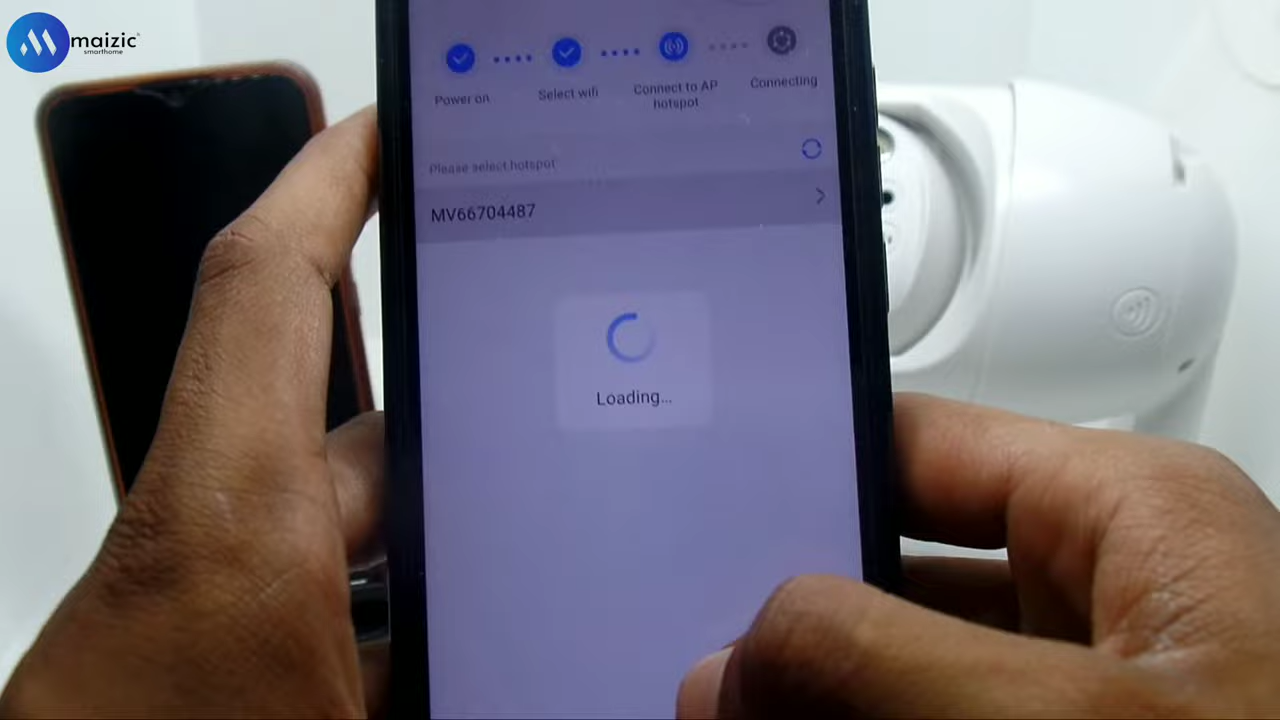 maizic
smarthome
Power on
Select wifi
Connect to AP
hotspot
Connecting
Please select hotspot
MV66704487
Loading...